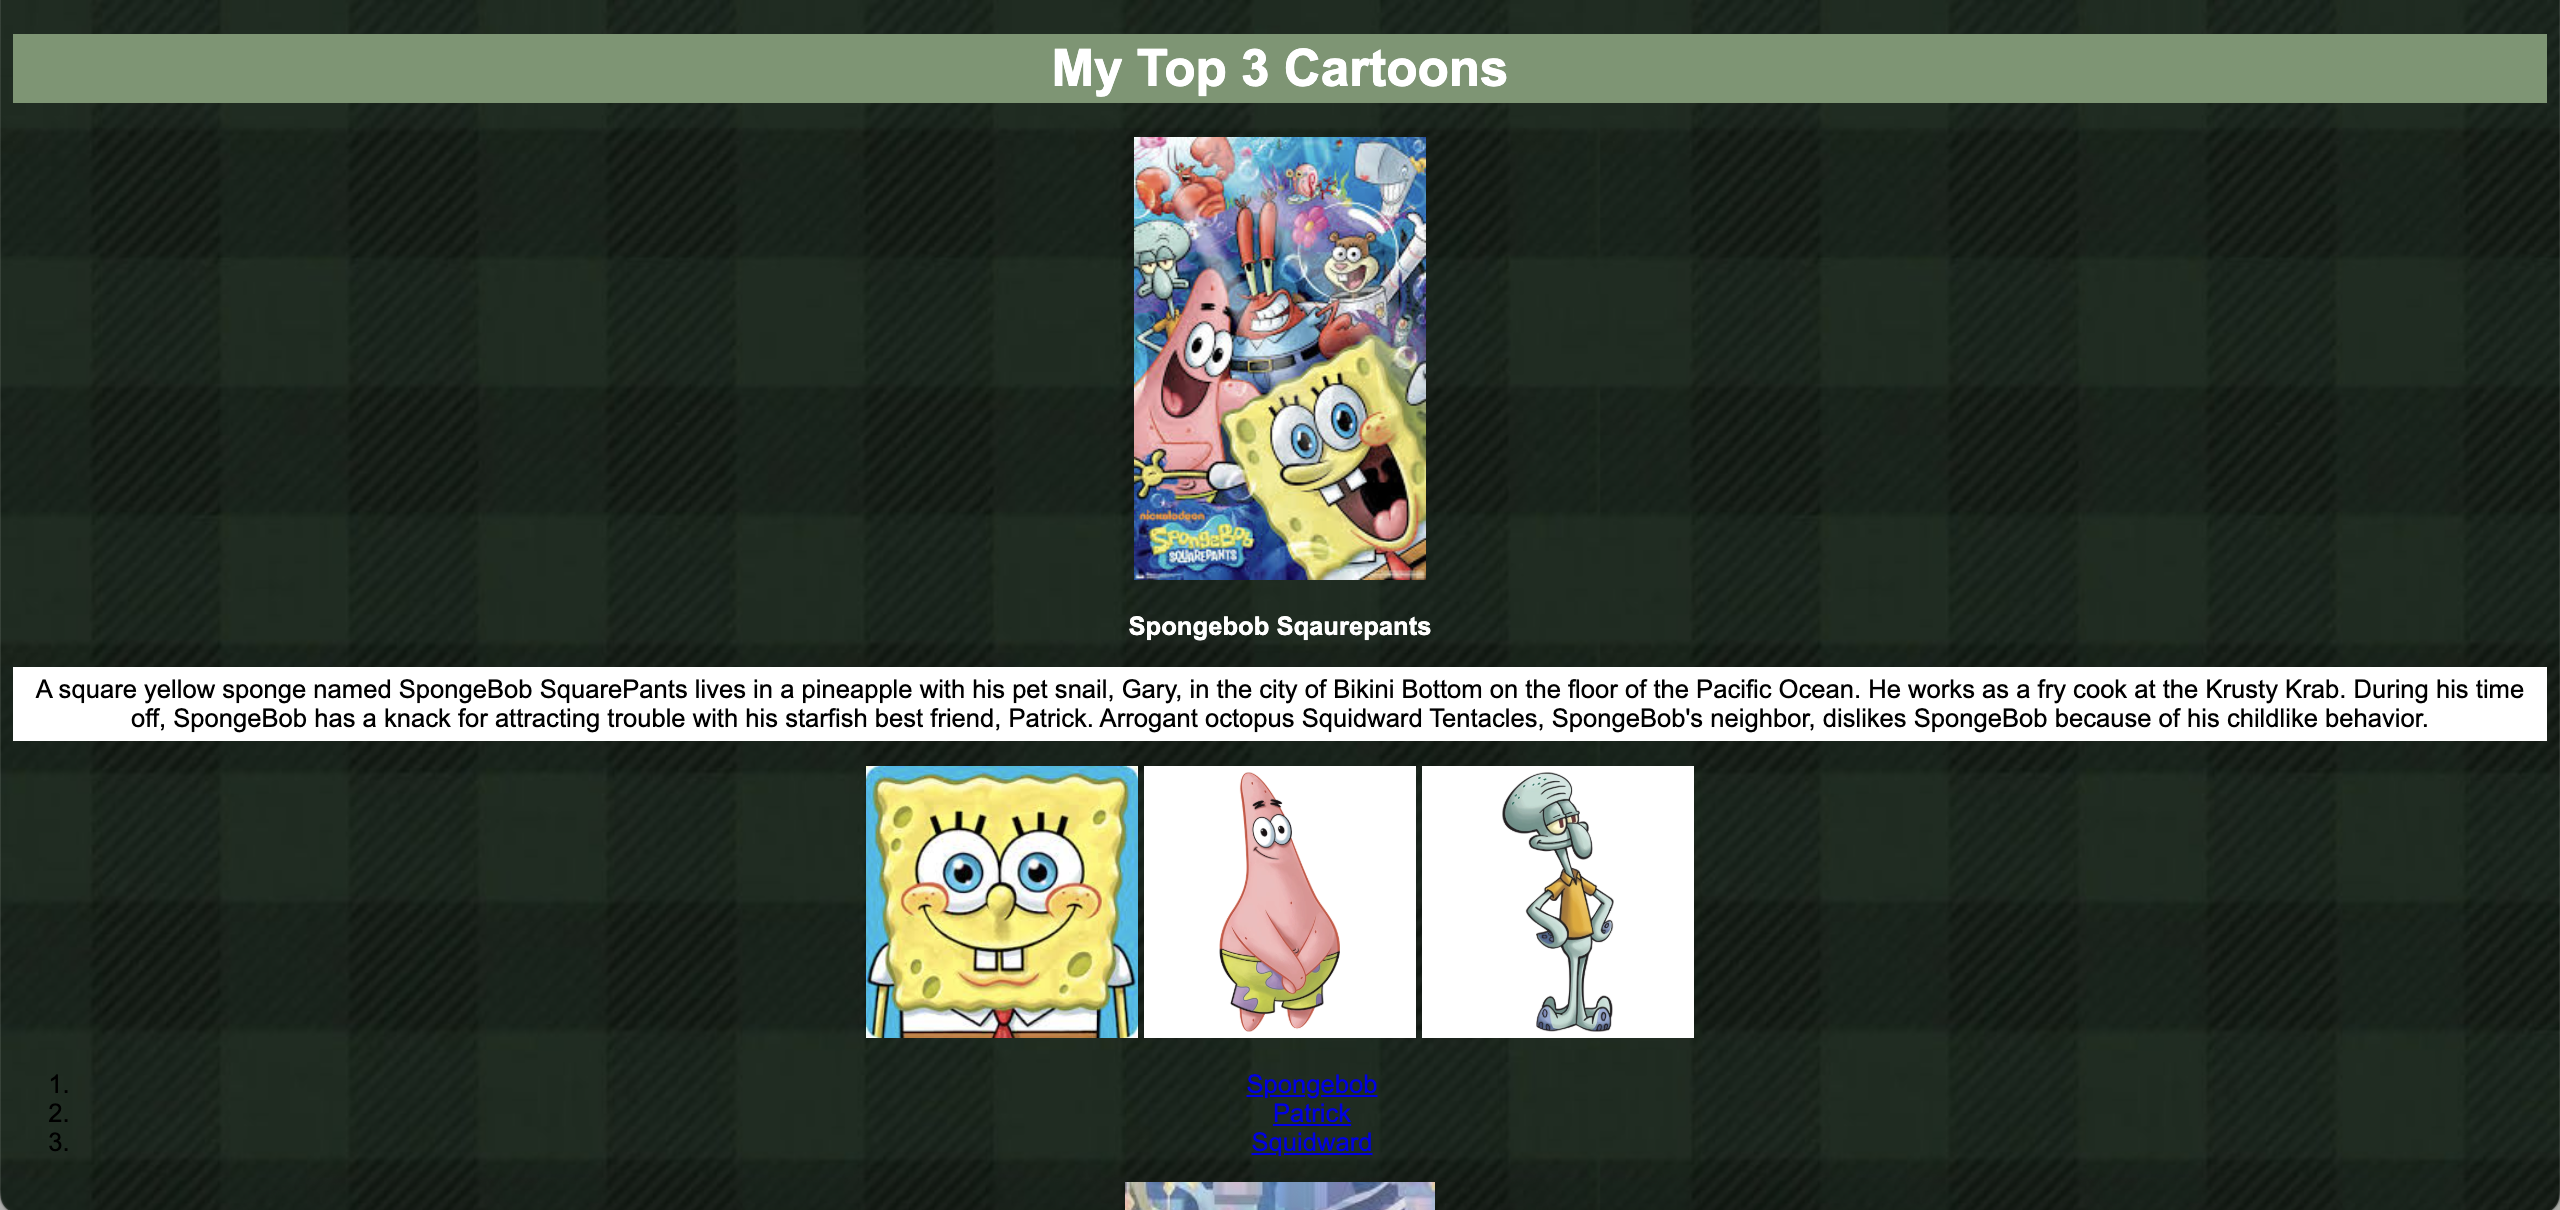 My Top 3 Cartoons
nickelodeon
SPONGEBOB
SQUAREPANTS
Spongebob Sqaurepants
A square yellow sponge named SpongeBob SquarePants lives in a pineapple with his pet snail, Gary, in the city of Bikini Bottom on the floor of the Pacific Ocean. He works as a fry cook at the Krusty Krab. During his time
off, SpongeBob has a knack for attracting trouble with his starfish best friend, Patrick. Arrogant octopus Squidward Tentacles, SpongeBob's neighbor, dislikes SpongeBob because of his childlike behavior.
1. Spongebob
2. Patrick
3. Squidward